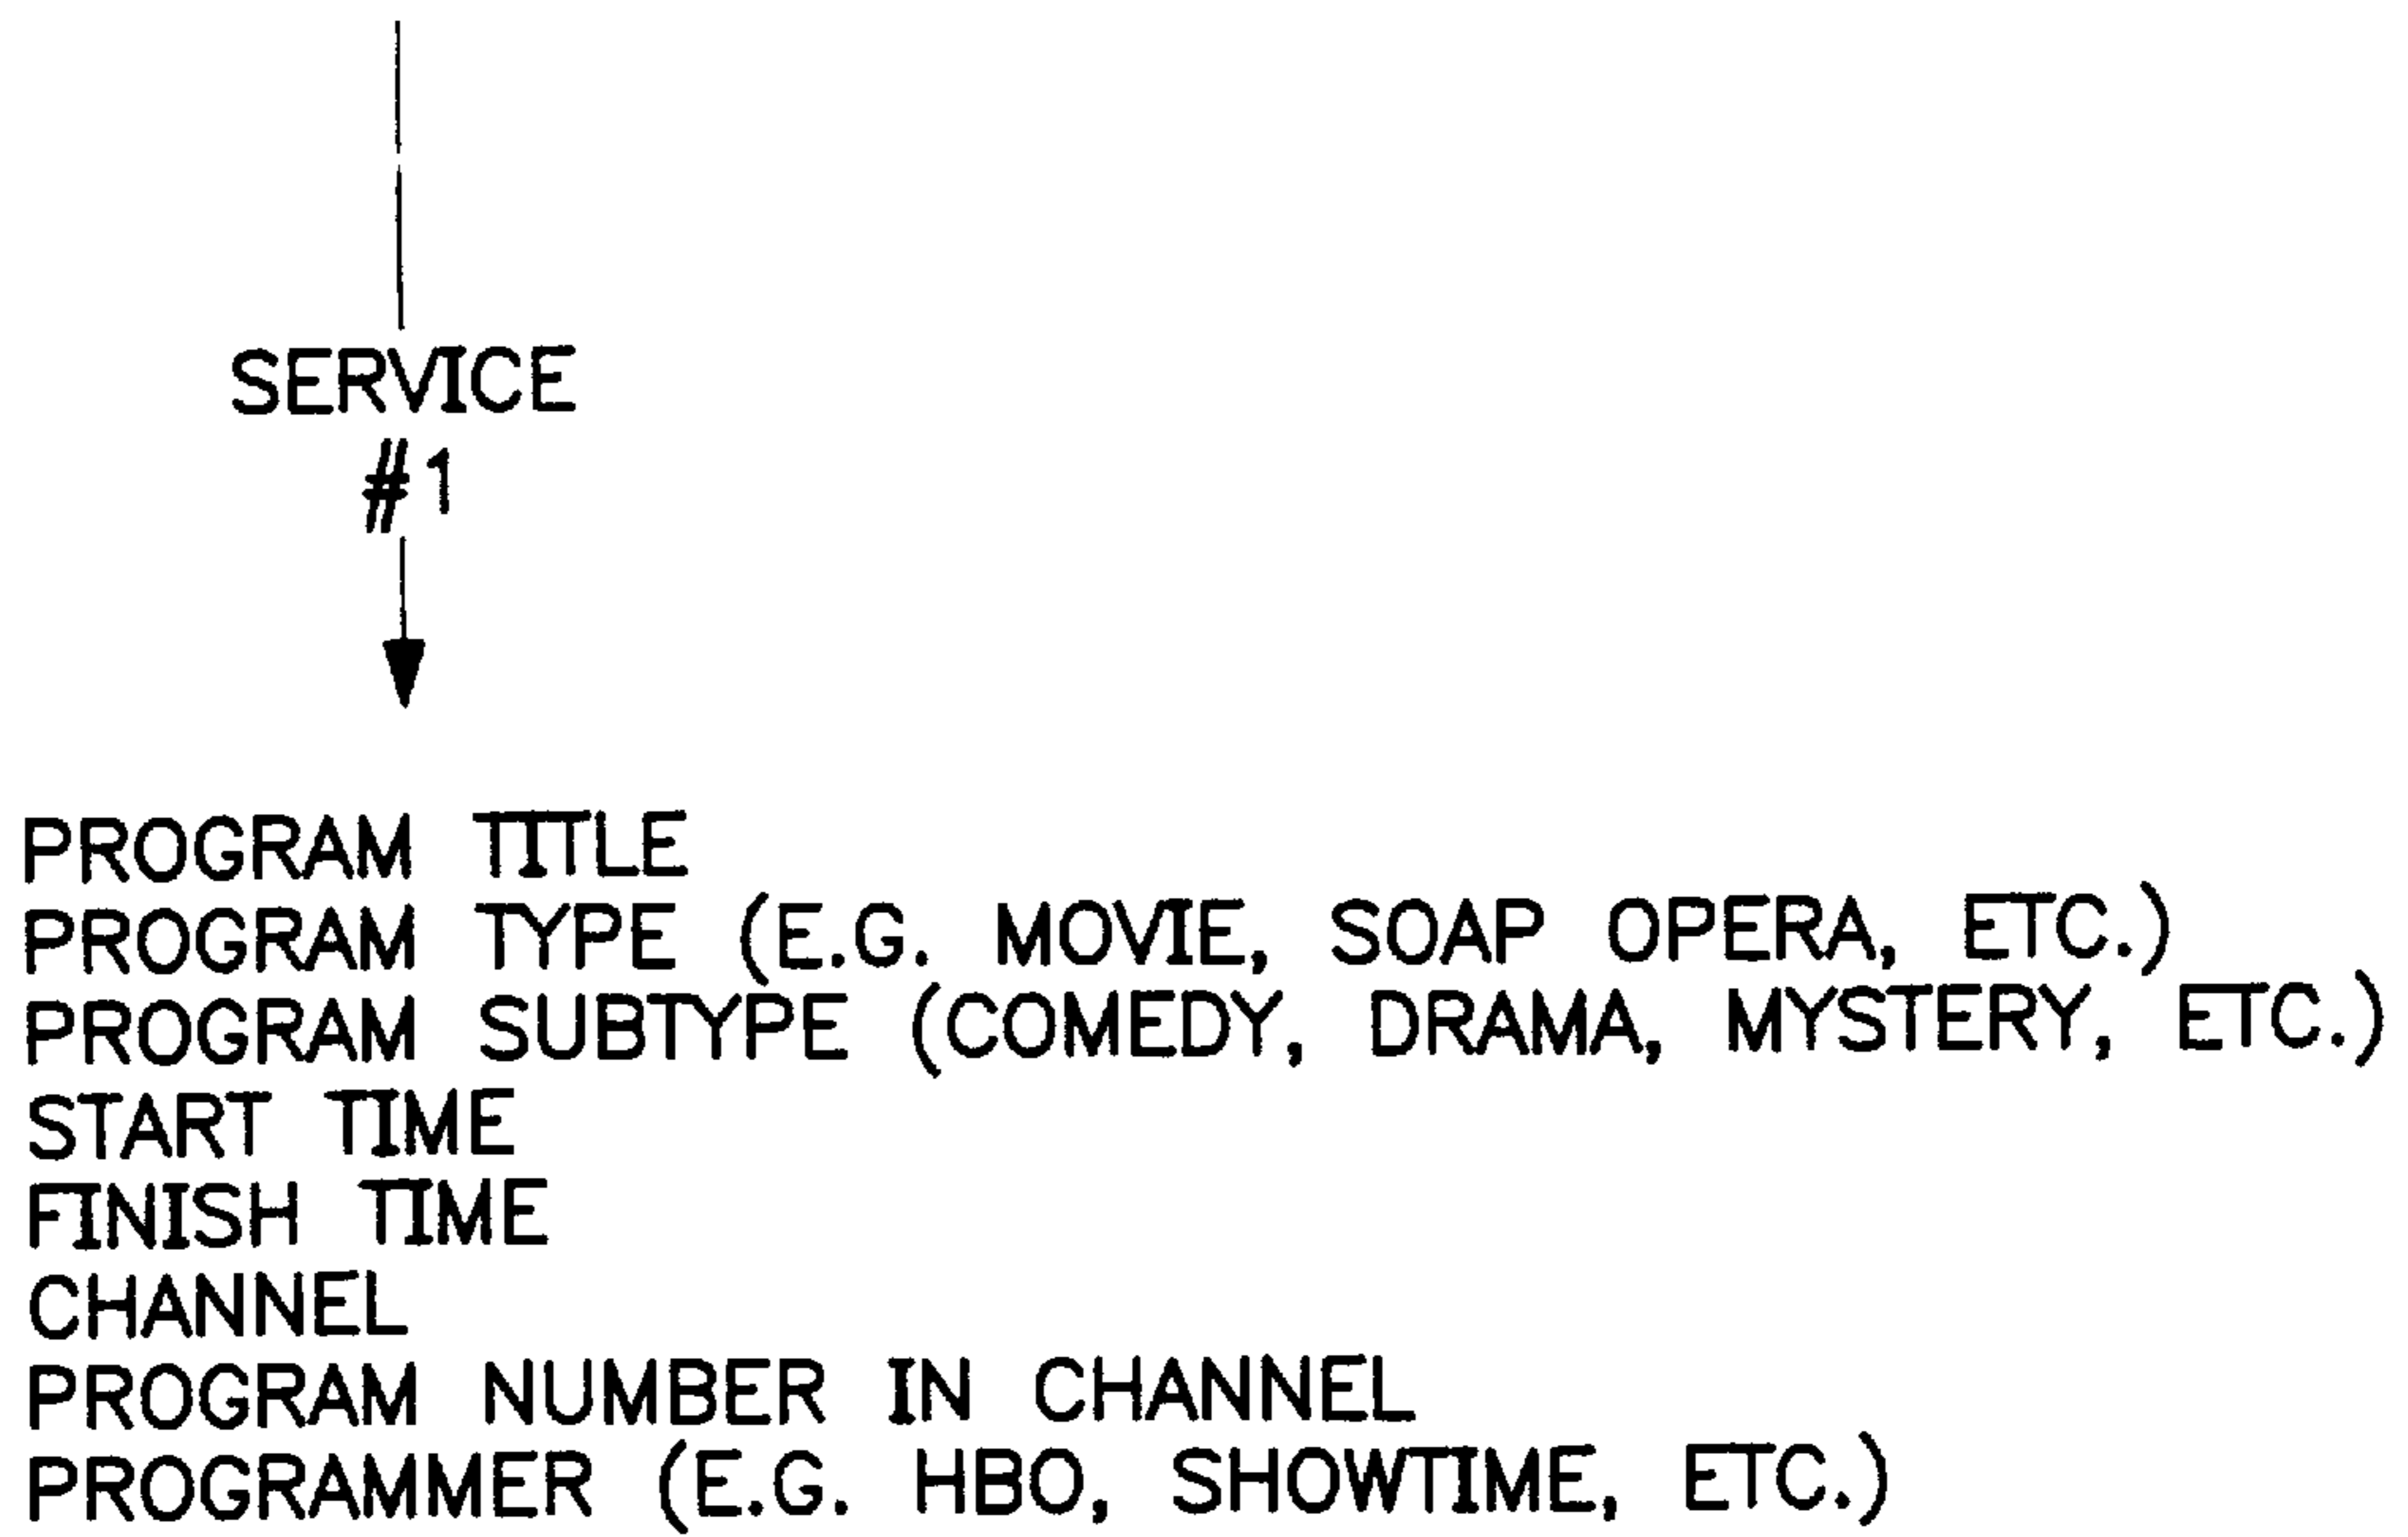 SERVICE
#1
PROGRAM TITLE
PROGRAM TYPE (E.G. MOVIE, SOAP OPERA, ETC.)
PROGRAM SUBTYPE (COMEDY, DRAMA, MYSTERY, ETC.)
START TIME
FINISH TIME
CHANNEL
PROGRAM NUMBER IN CHANNEL
PROGRAMMER (E.G. HBO, SHOWTIME, ETC.)